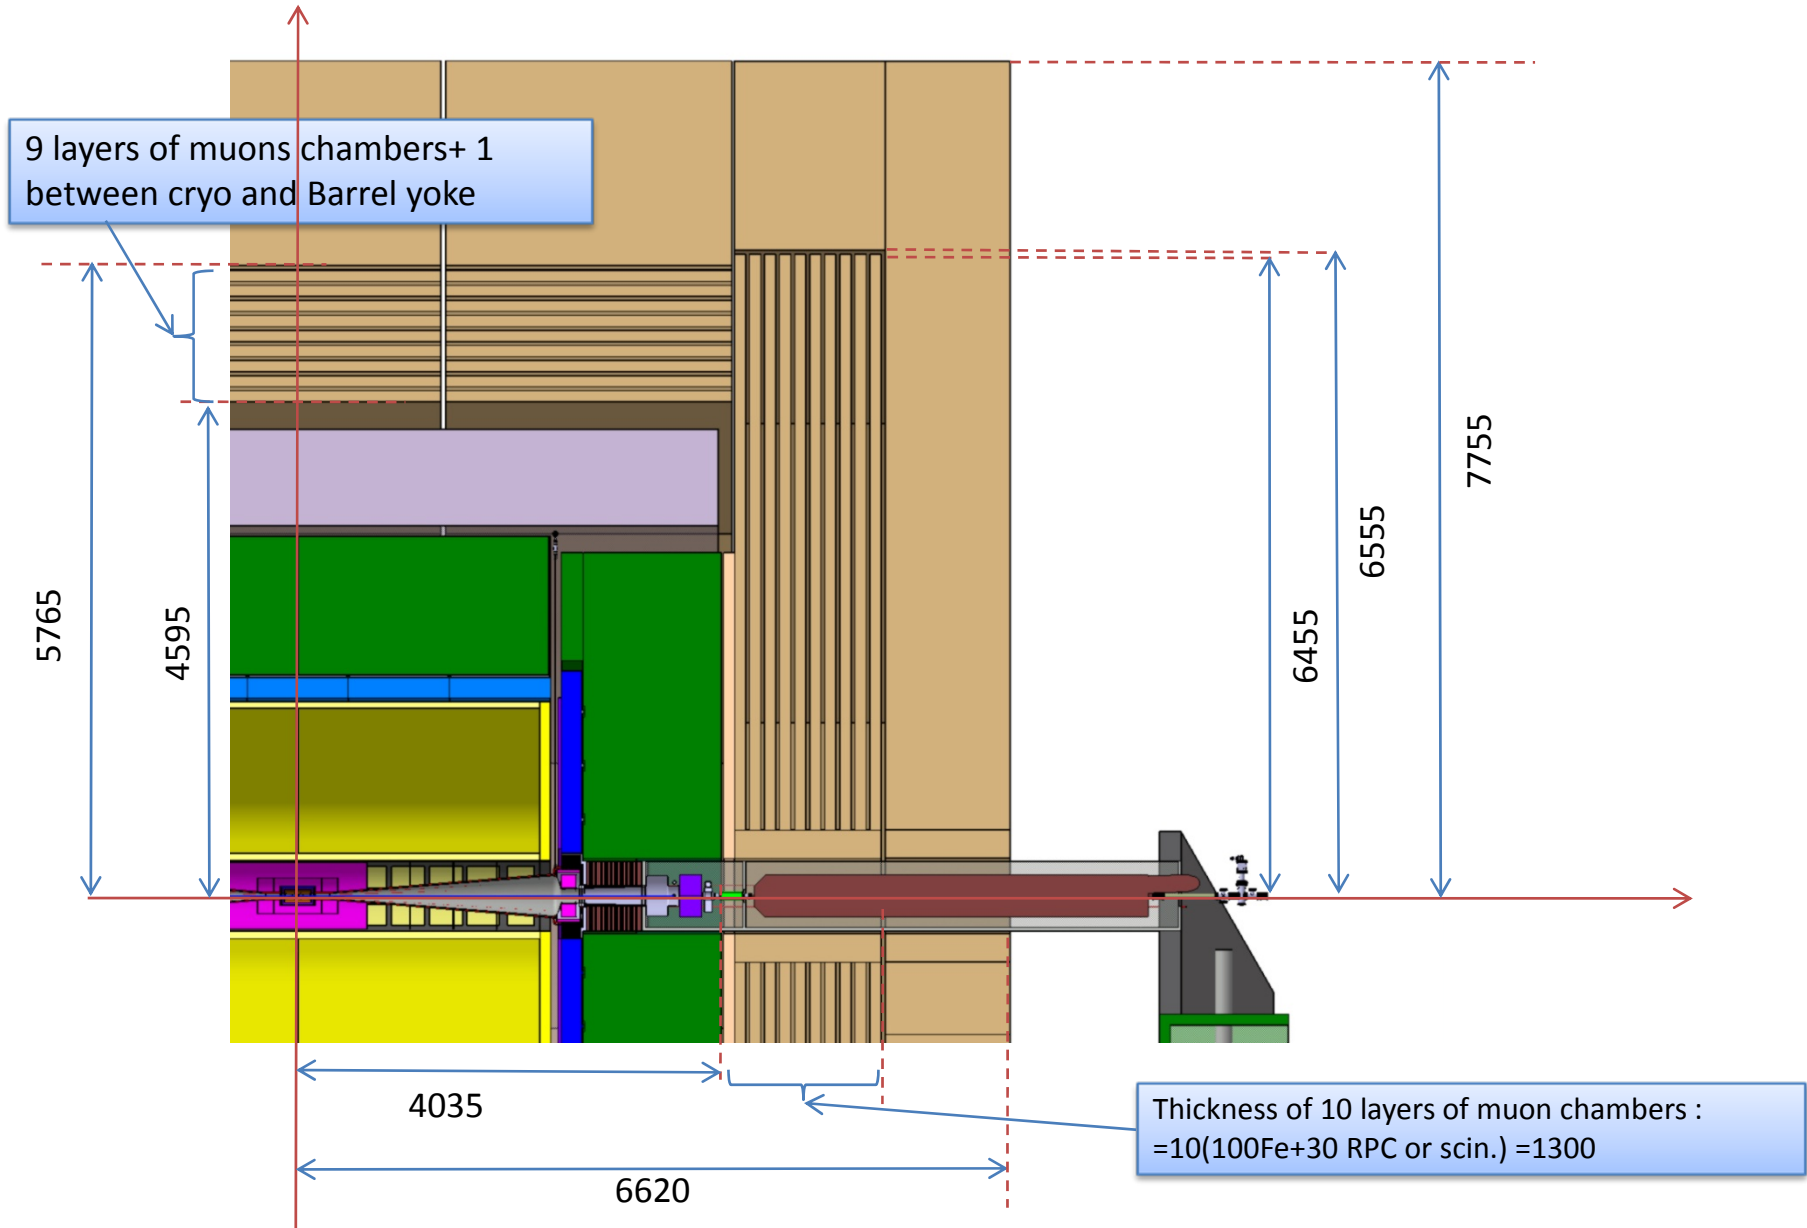 9 layers of muons chambers+ 1
between cryo and Barrel yoke
5765
4595
7755
6555
6455
4035
6620
Thickness of 10 layers of muon chambers :
=10(100Fe+30 RPC or scin.) =1300